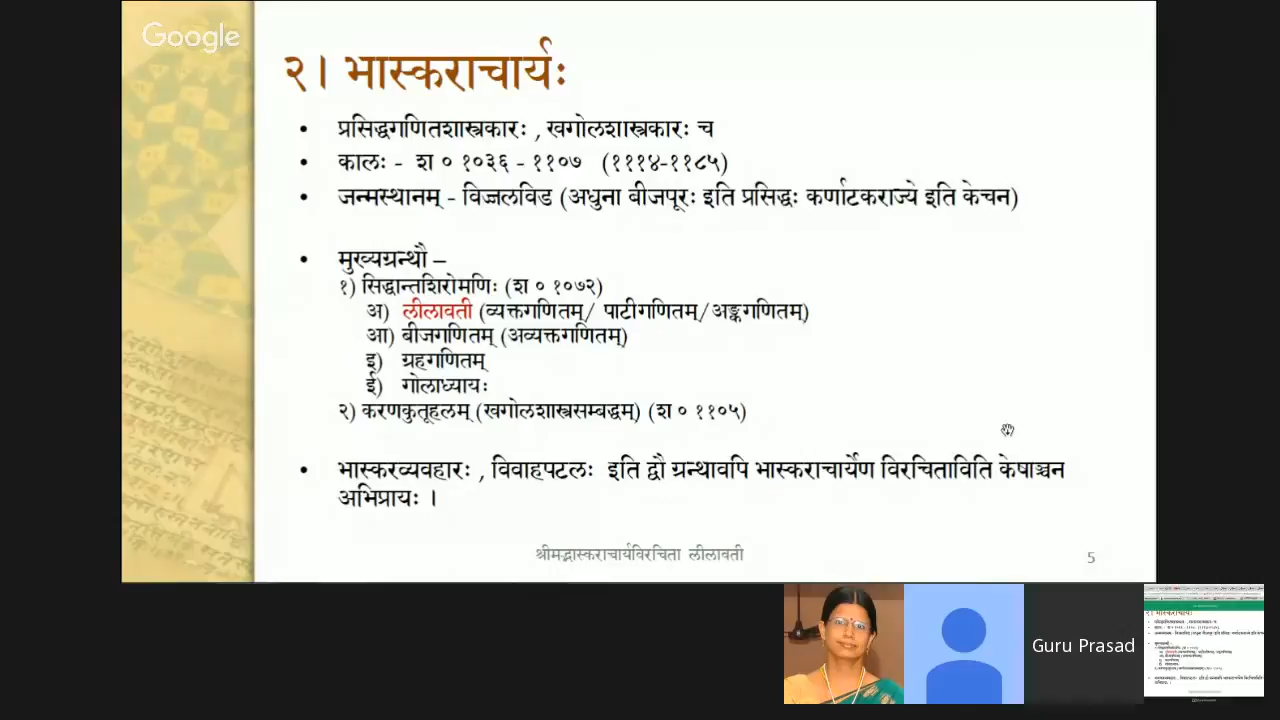 Google
२। भास्कराचार्यः
• प्रसिद्धगणितशास्त्रकारः , खगोलशास्त्रकारः च
• कालः - श ० १०३६ - ११०७ (१११४-११८५)
• जन्मस्थानम् - विज्जलविड (अधुना बीजपूरः इति प्रसिद्धः कर्णाटकराज्ये इति केचन)
• मुख्यग्रन्थौ –
१) सिद्धान्तशिरोमणिः (श ० १०७२)
अ) लीलावती (व्यक्तगणितम्/ पाटीगणितम्/अङ्कगणितम्)
आ) बीजगणितम् (अव्यक्तगणितम्)
इ) ग्रहगणितम्
ई) गोलाध्यायः
२) करणकुतूहलम् (खगोलशास्त्रसम्बद्धम्) (श ० ११०५)
• भास्करव्यवहारः , विवाहपटलः इति द्वौ ग्रन्थावपि भास्कराचार्येण विरचिताविति केषाञ्चन
अभिप्रायः ।
श्रीमद्भास्कराचार्यविरचिता लीलावती
5
Guru Prasad